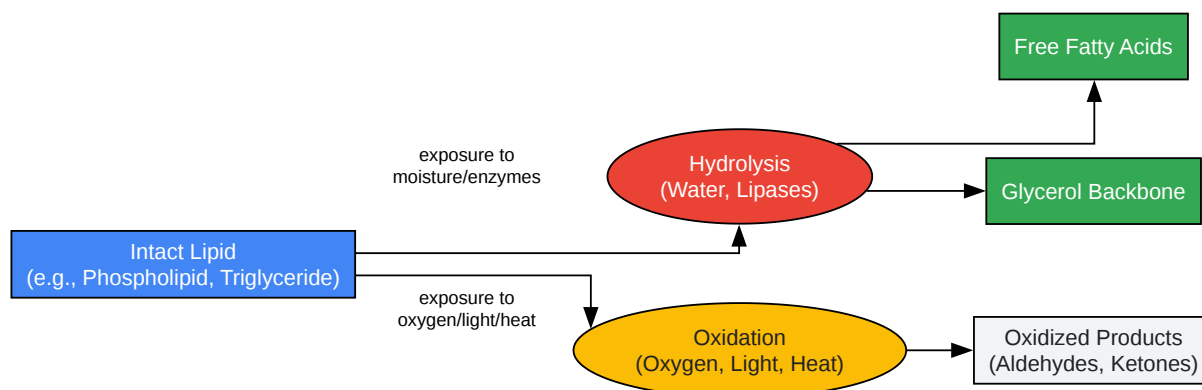 Free Fatty Acids
exposure to
moisture/enzymes
Hydrolysis
(Water, Lipases)
Glycerol Backbone
Intact Lipid
(e.g., Phospholipid, Triglyceride)
exposure to
oxygen/light/heat
Oxidation
(Oxygen, Light, Heat)
Oxidized Products
(Aldehydes, Ketones)